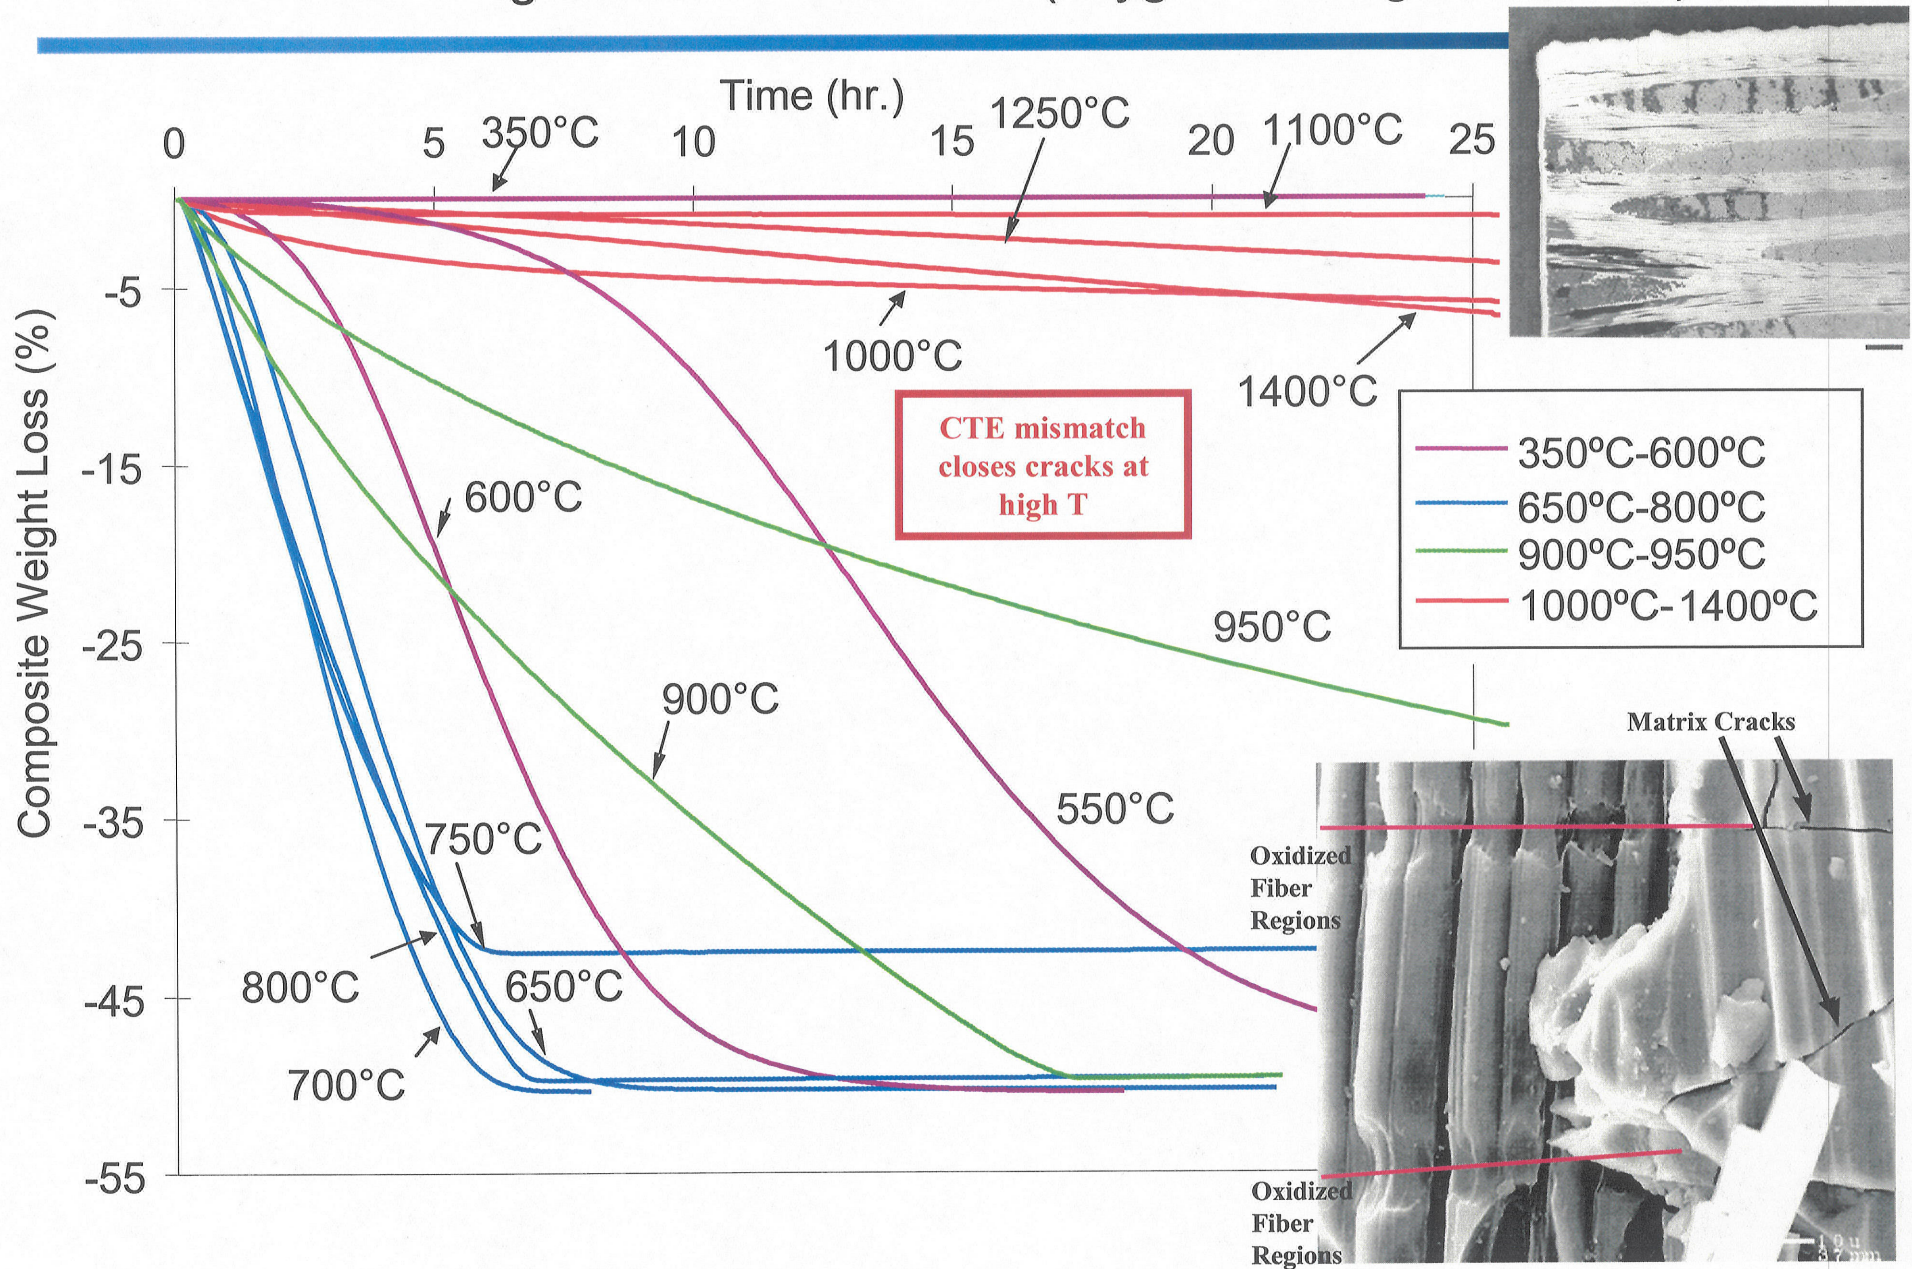 Time (hr.)
0
5
10
15
20
25
350°C
1250°C
1100°C
-5
-15
-25
-35
-45
-55
Composite Weight Loss (%)
1000°C
1400°C
CTE mismatch
closes cracks at
high T
350ºC-600ºC
650ºC-800ºC
900ºC-950ºC
1000ºC-1400ºC
600°C
950°C
900°C
550°C
750°C
800°C
650°C
700°C
Matrix Cracks
Oxidized
Fiber
Regions
Oxidized
Fiber
Regions